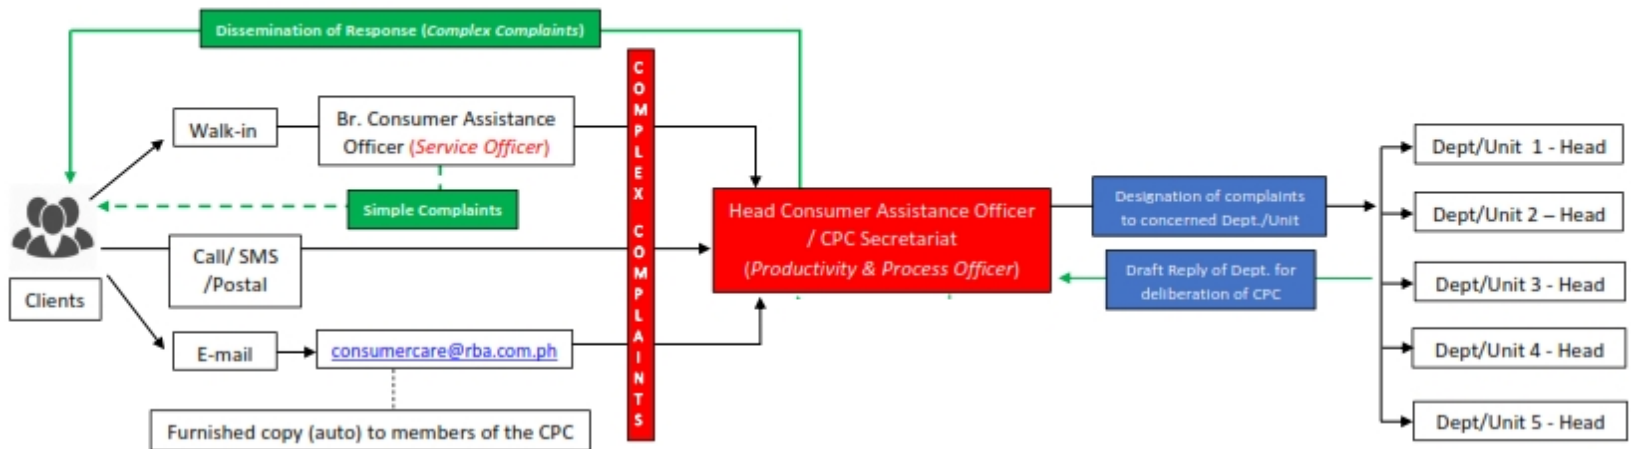 Dissemination of Response (Complex Complaints)
Walk-in
Br. Consumer Assistance
Officer (Service Officer)
Simple Complaints
Clients
Call/ SMS
/Postal
E-mail
consumercare@rba.com.ph
Furnished copy (auto) to members of the CPC
COMPLEX COMPLAINTS
Head Consumer Assistance Officer
/ CPC Secretariat
(Productivity & Process Officer)
Designation of complaints
to concerned Dept./Unit
Draft Reply of Dept. for
deliberation of CPC
Dept/Unit 1 - Head
Dept/Unit 2 – Head
Dept/Unit 3 - Head
Dept/Unit 4 - Head
Dept/Unit 5 - Head